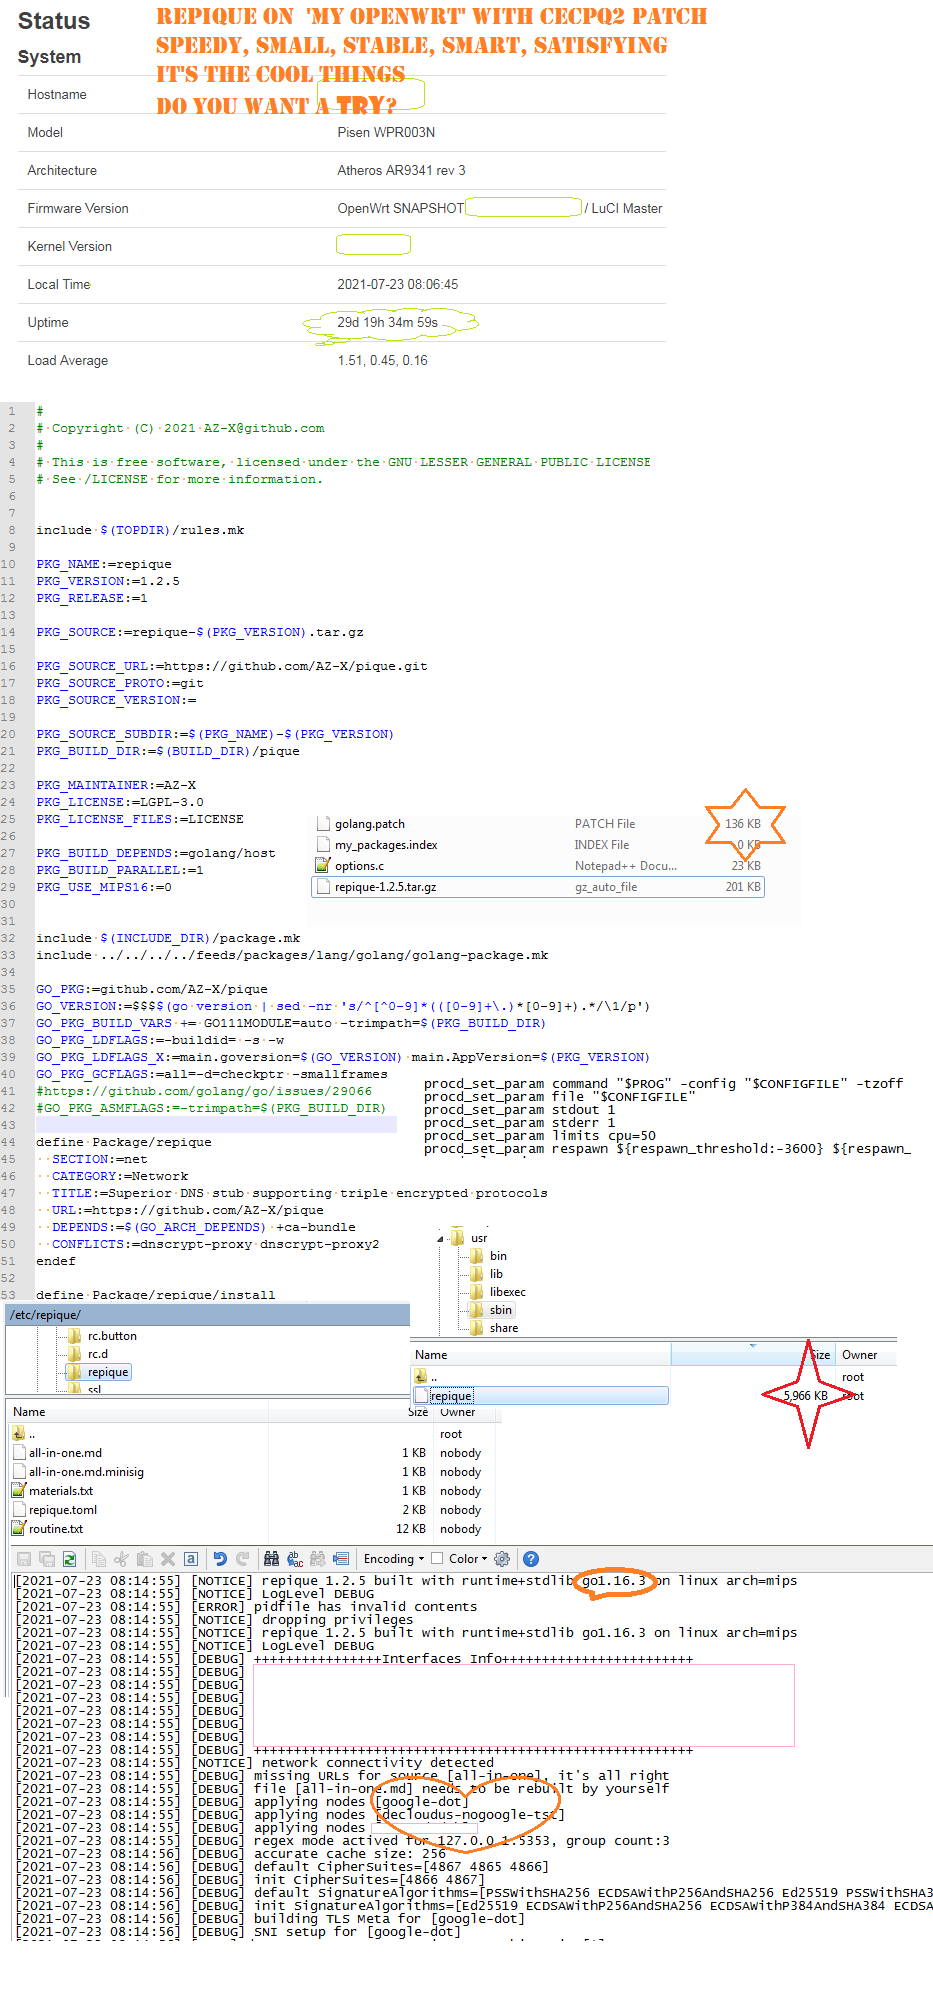 Status
REPIQUE ON 'MY OPENWRT' WITH CECPQ2 PATCH
SPEEDY, SMALL, STABLE, SMART, SATISFYING
IT'S THE COOL THINGS
DO YOU WANT A TRY?
System
Hostname
Model Pisen WPR003N
Architecture Atheros AR9341 rev 3
Firmware Version OpenWrt SNAPSHOT / LuCI Master
Kernel Version
Local Time 2021-07-23 08:06:45
Uptime 29d 19h 34m 59s
Load Average 1.51, 0.45, 0.16
1 #
2 # Copyright (C) 2021 AZ-X@github.com
3 #
4 # This is free software, licensed under the GNU LESSER GENERAL PUBLIC LICENSE
5 # See /LICENSE for more information.
6
7
8 include $(TOPDIR)/rules.mk
9
10 PKG_NAME:=repique
11 PKG_VERSION:=1.2.5
12 PKG_RELEASE:=1
13
14 PKG_SOURCE:=repique-$(PKG_VERSION).tar.gz
15
16 PKG_SOURCE_URL:=https://github.com/AZ-X/pique.git
17 PKG_SOURCE_PROTO:=git
18 PKG_SOURCE_VERSION:=
19
20 PKG_SOURCE_SUBDIR:=$(PKG_NAME)-$(PKG_VERSION)
21 PKG_BUILD_DIR:=$(BUILD_DIR)/pique
22
23 PKG_MAINTAINER:=AZ-X
24 PKG_LICENSE:=LGPL-3.0
25 PKG_LICENSE_FILES:=LICENSE
26
27 PKG_BUILD_DEPENDS:=golang/host
28 PKG_BUILD_PARALLEL:=1
29 PKG_USE_MIPS16:=0
30
31
golang.patch PATCH File 136 KB
my_packages.index INDEX File 0 KB
options.c Notepad++ Docu... 23 KB
repique-1.2.5.tar.gz gz_auto_file 201 KB
32 include $(INCLUDE_DIR)/package.mk
33 include ../../../../feeds/packages/lang/golang/golang-package.mk
34
35 GO_PKG:=github.com/AZ-X/pique
36 GO_VERSION:=$$$$(go version | sed -nr 's/^[^0-9]*(([0-9]+\.)*[0-9]+).*/\1/p')
37 GO_PKG_BUILD_VARS += GO111MODULE=auto -trimpath=$(PKG_BUILD_DIR)
38 GO_PKG_LDFLAGS:=-buildid= -s -w
39 GO_PKG_LDFLAGS_X:=main.goversion=$(GO_VERSION) main.AppVersion=$(PKG_VERSION)
40 GO_PKG_GCFLAGS:=all=-d=checkptr -smallframes
41 #https://github.com/golang/go/issues/29066
42 #GO_PKG_ASMFLAGS:=-trimpath=$(PKG_BUILD_DIR)
43
procd_set_param command "$PROG" -config "$CONFIGFILE" -tzoff
procd_set_param file "$CONFIGFILE"
procd_set_param stdout 1
procd_set_param stderr 1
procd_set_param limits cpu=50
procd_set_param respawn ${respawn_threshold:-3600} ${respawn_
44 define Package/repique
45 SECTION:=net
46 CATEGORY:=Network
47 TITLE:=Superior DNS stub supporting triple encrypted protocols
48 URL:=https://github.com/AZ-X/pique
49 DEPENDS:=$(GO_ARCH_DEPENDS) +ca-bundle
50 CONFLICTS:=dnscrypt-proxy dnscrypt-proxy2
51 endef
52
53 define Package/repique/install
usr
bin
lib
libexec
sbin
share
/etc/repique/
rc.button
rc.d
repique
ssl
Name Size Owner
.. root
repique 5,966 KB root
Name Size Owner
.. root
all-in-one.md 1 KB nobody
all-in-one.md.minisig 1 KB nobody
materials.txt 1 KB nobody
repique.toml 2 KB nobody
routine.txt 12 KB nobody
Encoding Color
[2021-07-23 08:14:55] [NOTICE] repique 1.2.5 built with runtime+stdlib go1.16.3 on linux arch=mips
[2021-07-23 08:14:55] [NOTICE] LogLevel DEBUG
[2021-07-23 08:14:55] [ERROR] pidfile has invalid contents
[2021-07-23 08:14:55] [NOTICE] dropping privileges
[2021-07-23 08:14:55] [NOTICE] repique 1.2.5 built with runtime+stdlib go1.16.3 on linux arch=mips
[2021-07-23 08:14:55] [NOTICE] LogLevel DEBUG
[2021-07-23 08:14:55] [DEBUG] ++++++++++++++++Interfaces Info++++++++++++++++++++++++
[2021-07-23 08:14:55] [DEBUG]
[2021-07-23 08:14:55] [DEBUG]
[2021-07-23 08:14:55] [DEBUG]
[2021-07-23 08:14:55] [DEBUG]
[2021-07-23 08:14:55] [DEBUG]
[2021-07-23 08:14:55] [DEBUG]
[2021-07-23 08:14:55] [DEBUG] +++++++++++++++++++++++++++++++++++++++++++++++++++++++
[2021-07-23 08:14:55] [NOTICE] network connectivity detected
[2021-07-23 08:14:55] [DEBUG] missing URLs for source [all-in-one], it's all right
[2021-07-23 08:14:55] [DEBUG] file [all-in-one.md] needs to be rebuilt by yourself
[2021-07-23 08:14:55] [DEBUG] applying nodes [google-dot]
[2021-07-23 08:14:55] [DEBUG] applying nodes [decloudus-nogoogle-tst]
[2021-07-23 08:14:55] [DEBUG] applying nodes
[2021-07-23 08:14:55] [DEBUG] regex mode actived for 127.0.0.1:5353, group count:3
[2021-07-23 08:14:56] [DEBUG] accurate cache size: 256
[2021-07-23 08:14:56] [DEBUG] default CipherSuites=[4867 4865 4866]
[2021-07-23 08:14:56] [DEBUG] init CipherSuites=[4866 4867]
[2021-07-23 08:14:56] [DEBUG] default SignatureAlgorithms=[PSSWithSHA256 ECDSAWithP256AndSHA256 Ed25519 PSSWithSHA3
[2021-07-23 08:14:56] [DEBUG] init SignatureAlgorithms=[Ed25519 ECDSAWithP256AndSHA256 ECDSAWithP384AndSHA384 ECDSA
[2021-07-23 08:14:56] [DEBUG] building TLS Meta for [google-dot]
[2021-07-23 08:14:56] [DEBUG] SNI setup for [google-dot]